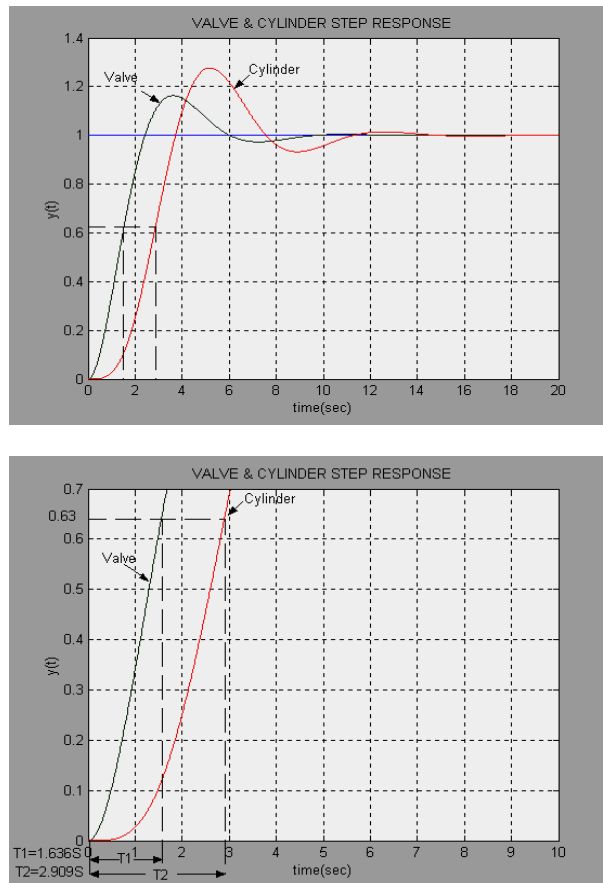 VALVE & CYLINDER STEP RESPONSE
1.4
1.2
1
0.8
0.6
0.4
0.2
0
y(t)
Valve
Cylinder
0 2 4 6 8 10 12 14 16 18 20
time(sec)
VALVE & CYLINDER STEP RESPONSE
0.7
0.63
0.6
0.5
0.4
0.3
0.2
0.1
0
y(t)
Cylinder
Valve
0 1 2 3 4 5 6 7 8 9 10
time(sec)
T1=1.636S
T1
T2=2.909S
T2